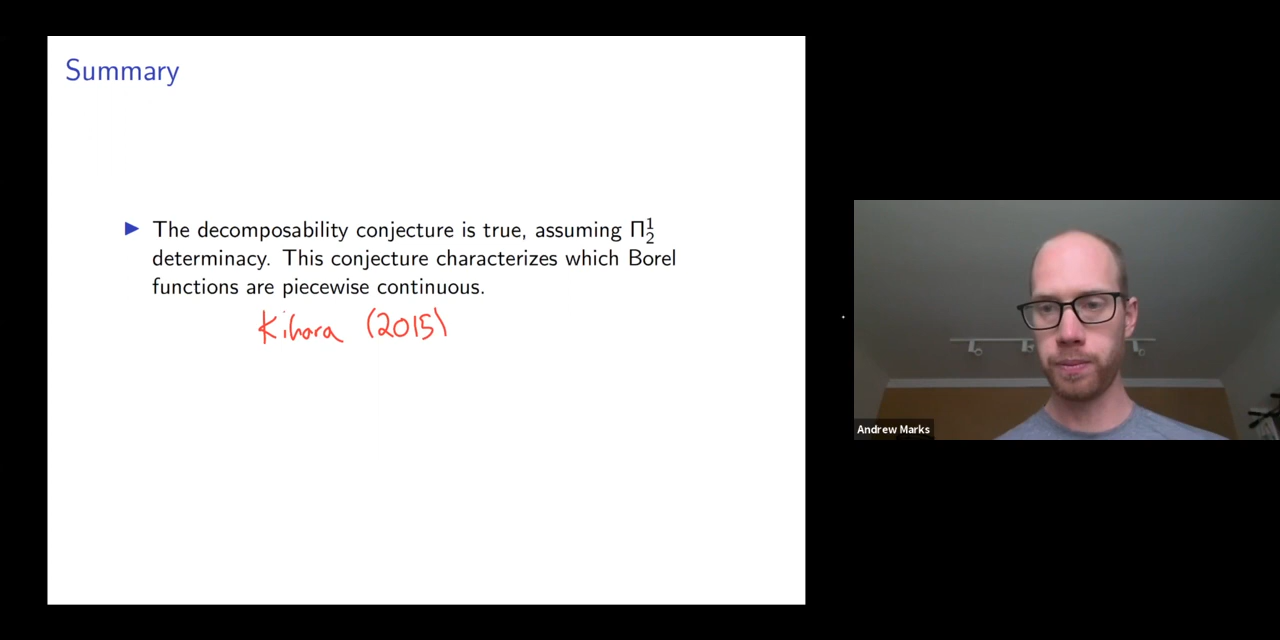 Summary
▶ The decomposability conjecture is true, assuming Π¹₂
determinacy. This conjecture characterizes which Borel
functions are piecewise continuous.
Kihara (2015)
Andrew Marks